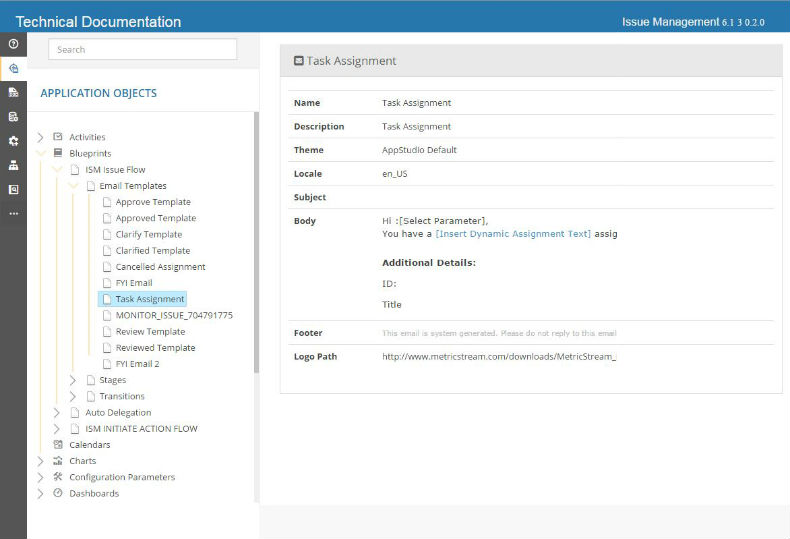 Technical Documentation
Issue Management 6.1 3 0.2.0
Search
APPLICATION OBJECTS
Activities
Blueprints
ISM Issue Flow
Email Templates
Approve Template
Approved Template
Clarify Template
Clarified Template
Cancelled Assignment
FYI Email
Task Assignment
MONITOR_ISSUE_704791775
Review Template
Reviewed Template
FYI Email 2
Stages
Transitions
Auto Delegation
ISM INITIATE ACTION FLOW
Calendars
Charts
Configuration Parameters
Dashboards
Task Assignment
Name Task Assignment
Description Task Assignment
Theme AppStudio Default
Locale en_US
Subject
Body Hi :[Select Parameter],
You have a [Insert Dynamic Assignment Text] assig
Additional Details:
ID:
Title
Footer This email is system generated. Please do not reply to this email
Logo Path http://www.metricstream.com/downloads/MetricStream_